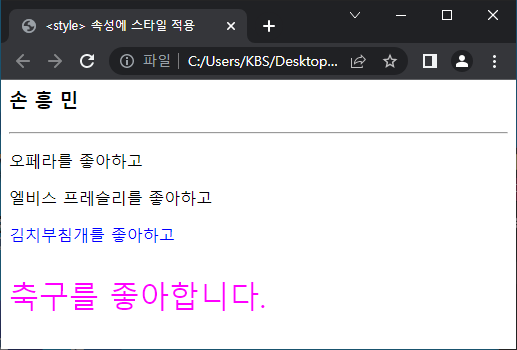 <style> 속성에 스타일 적용
파일 C:/Users/KBS/Desktop...
손 흥 민
오페라를 좋아하고
엘비스 프레슬리를 좋아하고
김치부침개를 좋아하고
축구를 좋아합니다.